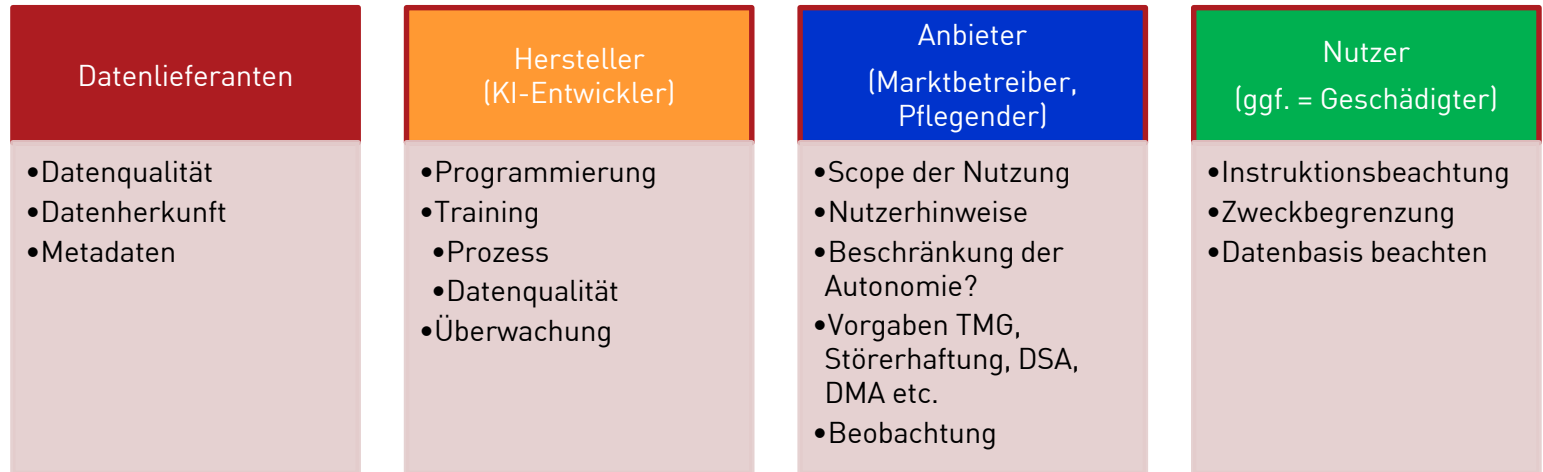 Datenlieferanten
•Datenqualität
•Datenherkunft
•Metadaten
Hersteller
(KI-Entwickler)
•Programmierung
•Training
•Prozess
•Datenqualität
•Überwachung
Anbieter
(Marktbetreiber,
Pflegender)
•Scope der Nutzung
•Nutzerhinweise
•Beschränkung der
Autonomie?
•Vorgaben TMG,
Störerhaftung, DSA,
DMA etc.
•Beobachtung
Nutzer
(ggf. = Geschädigter)
•Instruktionsbeachtung
•Zweckbegrenzung
•Datenbasis beachten